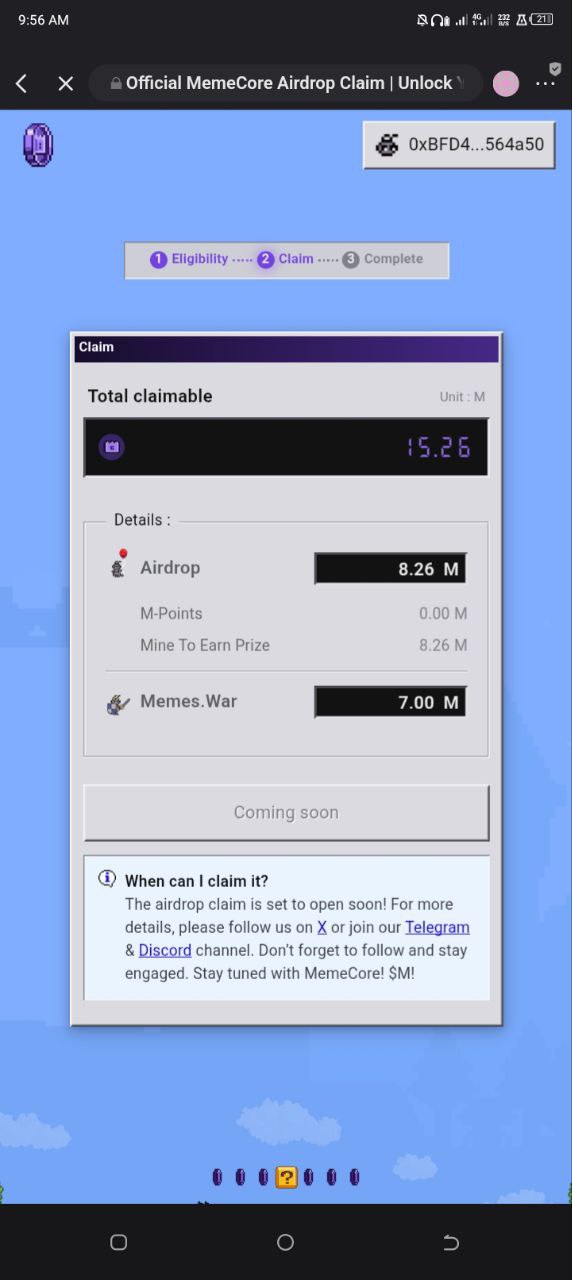 9:56 AM
4G
232
B/S
21
Official MemeCore Airdrop Claim | Unlock
0xBFD4...564a50
1 Eligibility ····· 2 Claim ····· 3 Complete
Claim
Total claimable
Unit : M
15.26
Details :
Airdrop
8.26 M
M-Points
0.00 M
Mine To Earn Prize
8.26 M
Memes.War
7.00 M
Coming soon
When can I claim it?
The airdrop claim is set to open soon! For more
details, please follow us on X or join our Telegram
& Discord channel. Don't forget to follow and stay
engaged. Stay tuned with MemeCore! $M!
?